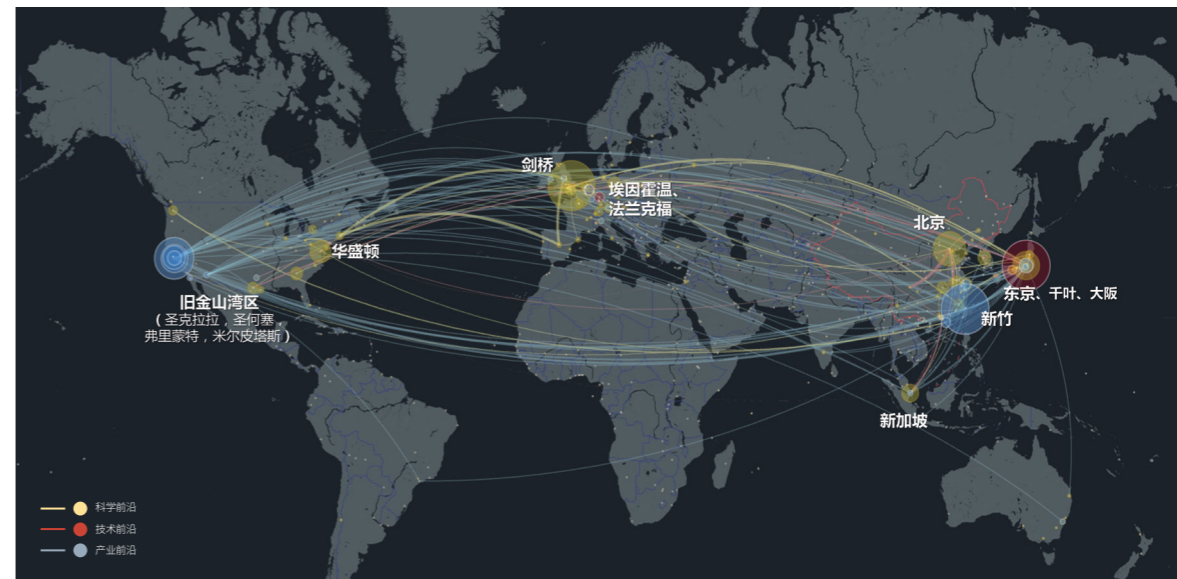 剑桥
埃因霍温、
法兰克福
北京
华盛顿
旧金山湾区
（圣克拉拉，圣何塞，
弗里蒙特，米尔皮塔斯）
东京、千叶、大阪
新竹
新加坡
科学前沿
技术前沿
产业前沿